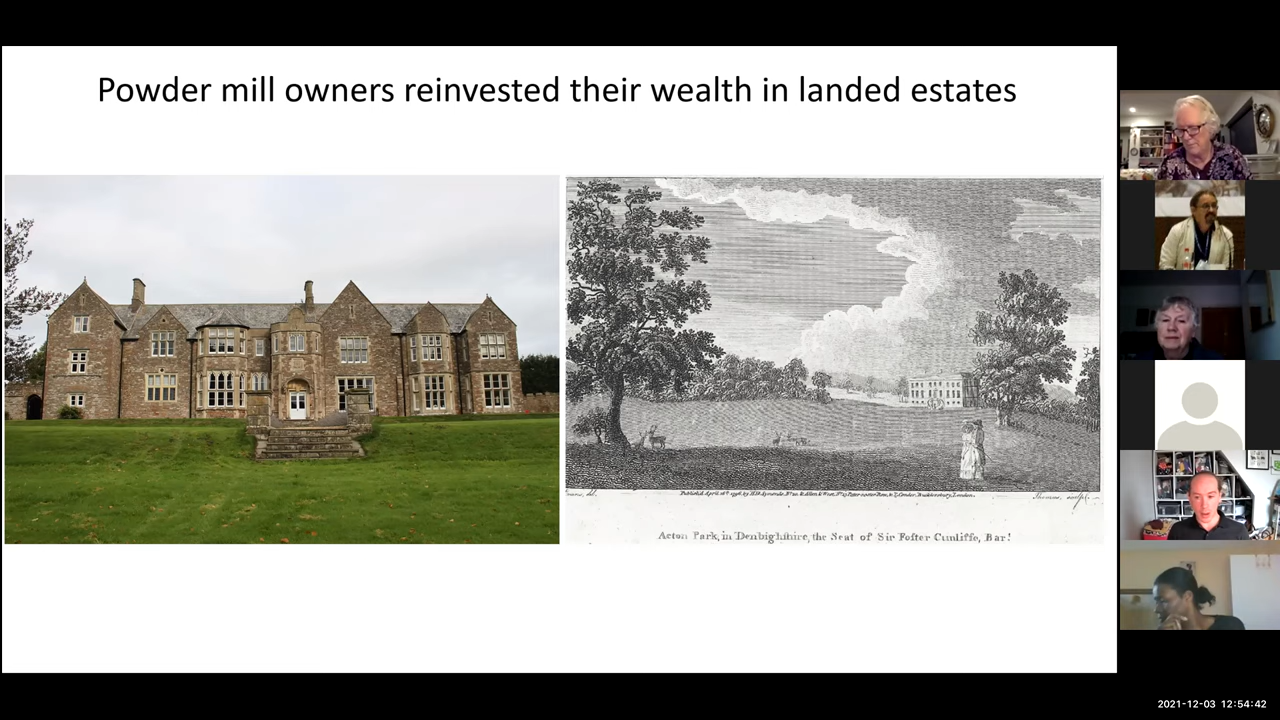 Powder mill owners reinvested their wealth in landed estates
Acton Park, in Denbighshire, the Seat of Sir Foster Cunliffe, Bar.t
2021-12-03 12:54:42